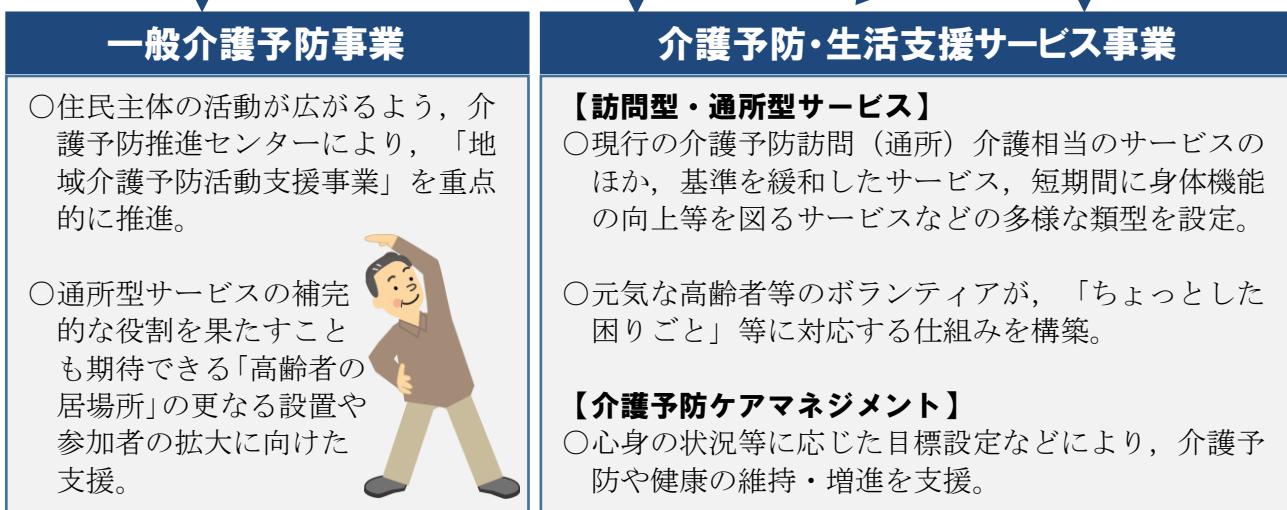 一般介護予防事業
○住民主体の活動が広がるよう，介
護予防推進センターにより，「地
域介護予防活動支援事業」を重点
的に推進。
○通所型サービスの補完
的な役割を果たすこと
も期待できる「高齢者の
居場所」の更なる設置や
参加者の拡大に向けた
支援。
介護予防・生活支援サービス事業
【訪問型・通所型サービス】
○現行の介護予防訪問（通所）介護相当のサービスの
ほか，基準を緩和したサービス，短期間に身体機能
の向上等を図るサービスなどの多様な類型を設定。
○元気な高齢者等のボランティアが，「ちょっとした
困りごと」等に対応する仕組みを構築。
【介護予防ケアマネジメント】
○心身の状況等に応じた目標設定などにより，介護予
防や健康の維持・増進を支援。